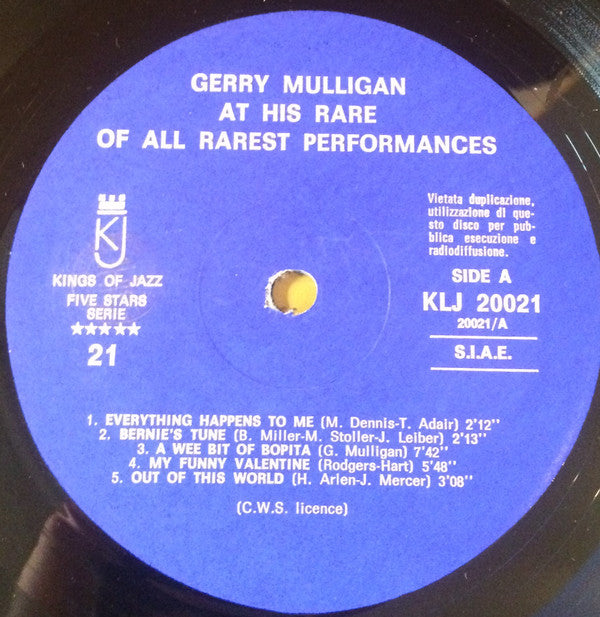 GERRY MULLIGAN
AT HIS RARE
OF ALL RAREST PERFORMANCES
KJ
KINGS OF JAZZ
FIVE STARS
SERIE
★★★★★
21
Vietata duplicazione,
utilizzazione di que-
sto disco per pub-
blica esecuzione e
radiodiffusione.
SIDE A
KLJ 20021
20021/A
S.I.A.E.
1. EVERYTHING HAPPENS TO ME (M. Dennis-T. Adair) 2'12"
2. BERNIE'S TUNE (B. Miller-M. Stoller-J. Leiber) 2'13"
3. A WEE BIT OF BOPITA (G. Mulligan) 7'42"
4. MY FUNNY VALENTINE (Rodgers-Hart) 5'48"
5. OUT OF THIS WORLD (H. Arlen-J. Mercer) 3'08"
(C.W.S. licence)